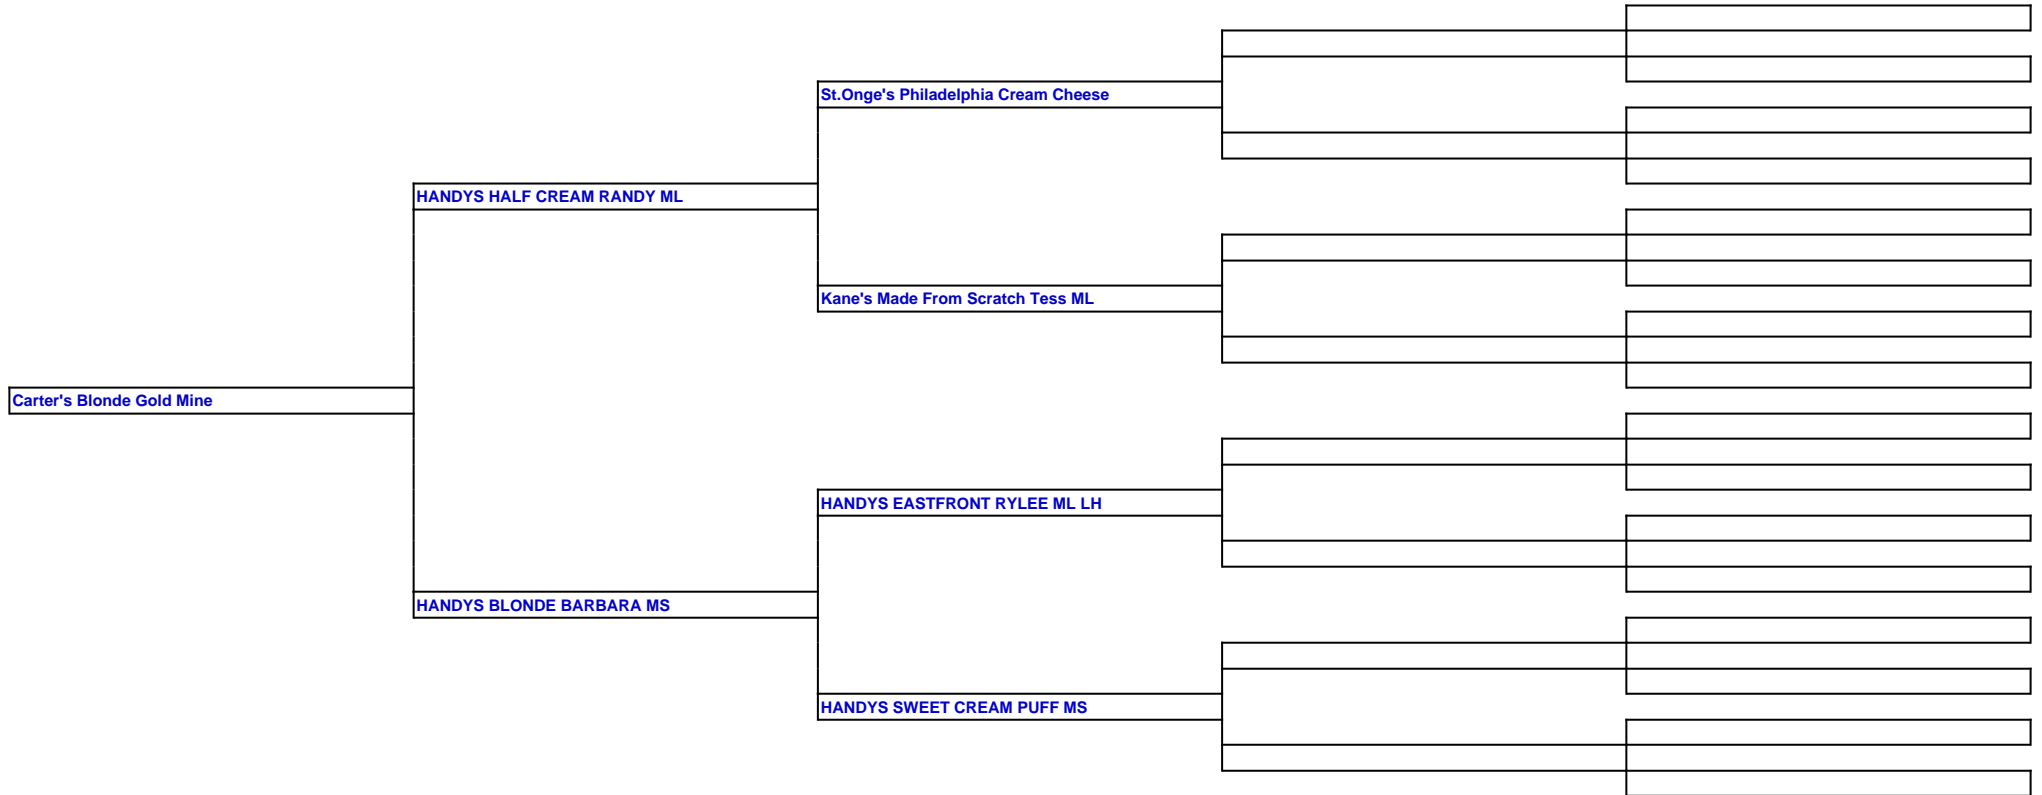 St.Onge's Philadelphia Cream Cheese
HANDYS HALF CREAM RANDY ML
Kane's Made From Scratch Tess ML
Carter's Blonde Gold Mine
HANDYS EASTFRONT RYLEE ML LH
HANDYS BLONDE BARBARA MS
HANDYS SWEET CREAM PUFF MS